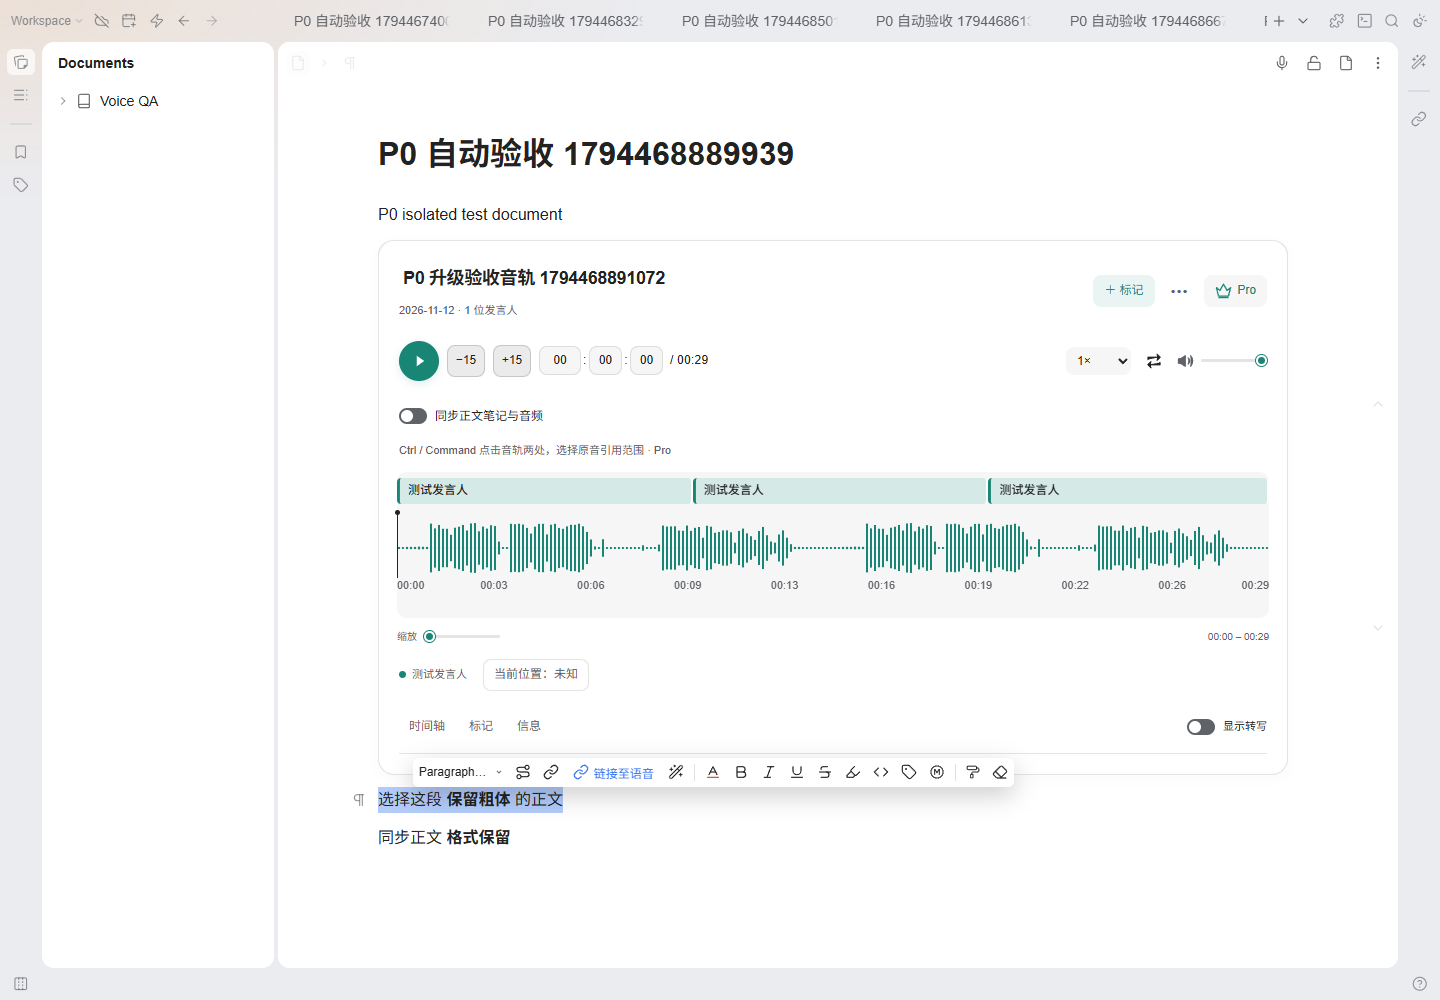 Workspace
P0 自动验收 179446740
P0 自动验收 179446832
P0 自动验收 179446850
P0 自动验收 179446861
P0 自动验收 179446866
Documents
Voice QA
P0 自动验收 1794468889939
P0 isolated test document
P0 升级验收音轨 1794468891072
2026-11-12 · 1 位发言人
+ 标记
Pro
−15 +15 00 : 00 : 00 / 00:29
1×
同步正文笔记与音频
Ctrl / Command 点击音轨两处，选择原音引用范围 · Pro
测试发言人 测试发言人 测试发言人
00:00 00:03 00:06 00:09 00:13 00:16 00:19 00:22 00:26 00:29
缩放
00:00 – 00:29
测试发言人
当前位置：未知
时间轴 标记 信息
显示转写
Paragraph...
链接至语音
选择这段 保留粗体 的正文
同步正文 格式保留